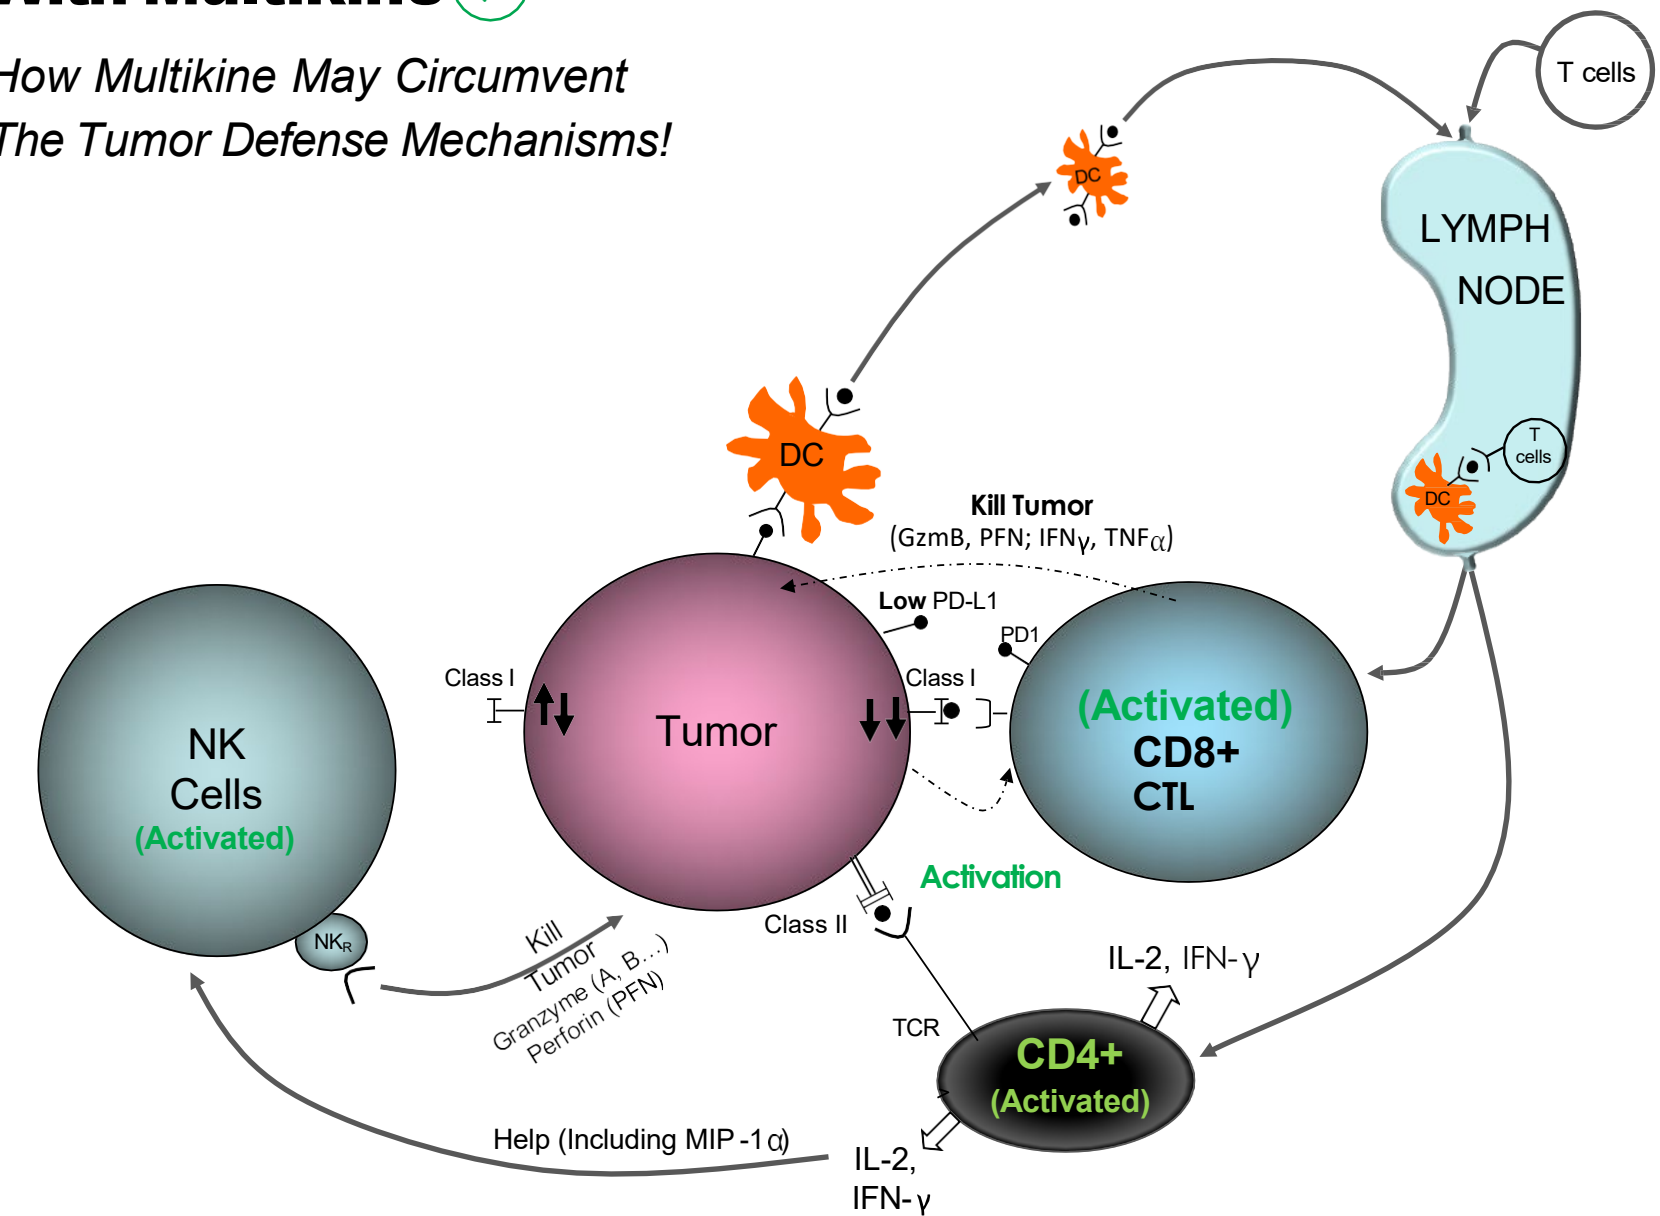 How Multikine May Circumvent
The Tumor Defense Mechanisms!
T cells
DC
LYMPH
NODE
DC
T
cells
DC
Kill Tumor
(GzmB, PFN; IFNγ, TNFα)
Low PD-L1
PD1
Class I
Class I
NK
Cells
(Activated)
Tumor
(Activated)
CD8+
CTL
Activation
Class II
NKR
Kill
Tumor
Granzyme (A, B...)
Perforin (PFN)
IL-2, IFN-γ
TCR
CD4+
(Activated)
Help (Including MIP-1α)
IL-2,
IFN-γ